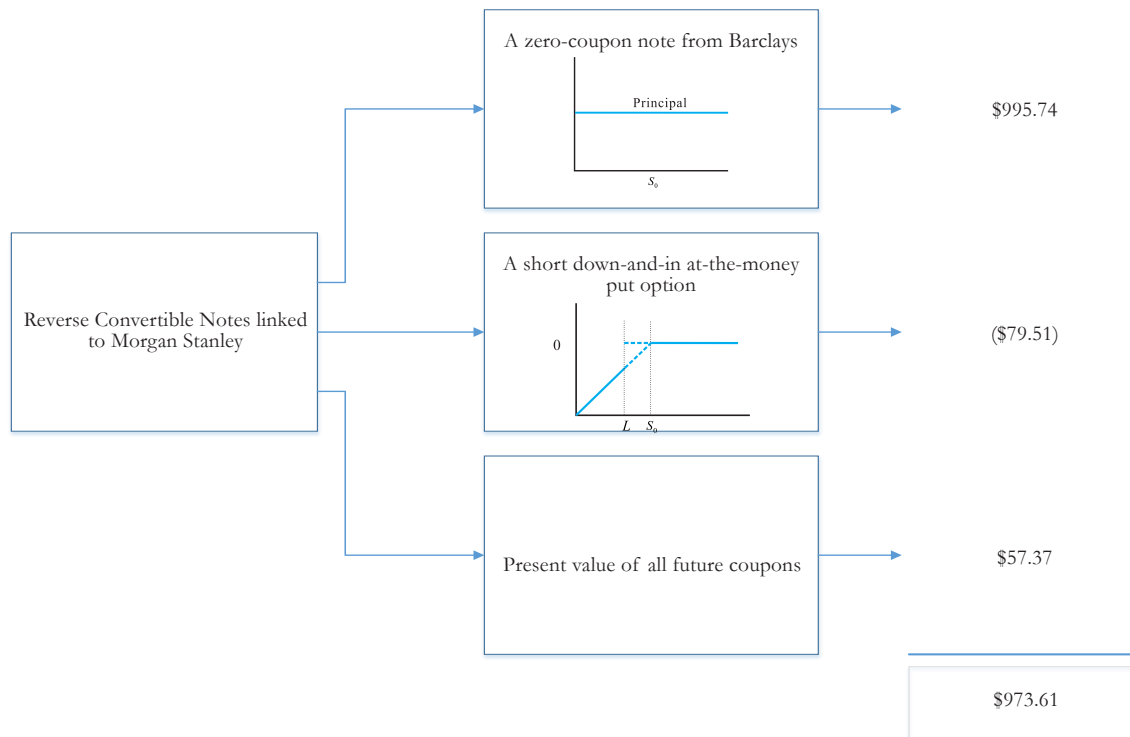 A zero-coupon note from Barclays
Principal
S₀
$995.74
Reverse Convertible Notes linked
to Morgan Stanley
A short down-and-in at-the-money
put option
0
L S₀
($79.51)
Present value of all future coupons
$57.37
$973.61